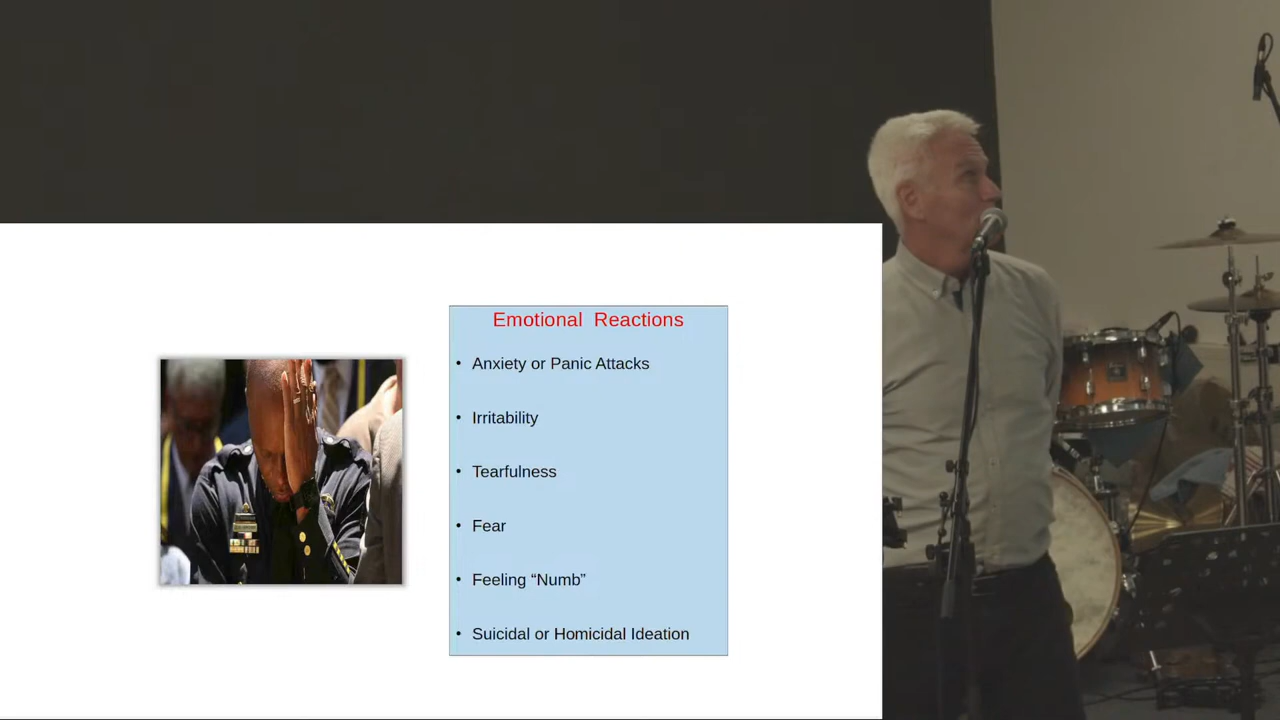 Emotional Reactions
• Anxiety or Panic Attacks
• Irritability
• Tearfulness
• Fear
• Feeling “Numb”
• Suicidal or Homicidal Ideation